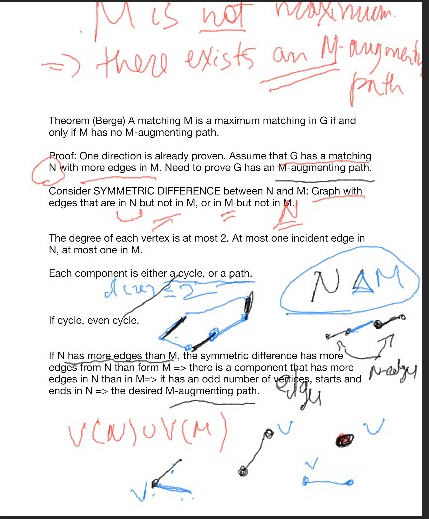 M is not maximum.
=> there exists an M-augmenting
path
Theorem (Berge) A matching M is a maximum matching in G if and
only if M has no M-augmenting path.
Proof: One direction is already proven. Assume that G has a matching
N with more edges in M. Need to prove G has an M-augmenting path.
Consider SYMMETRIC DIFFERENCE between N and M: Graph with
edges that are in N but not in M, or in M but not in M.
N
The degree of each vertex is at most 2. At most one incident edge in
N, at most one in M.
Each component is either a cycle, or a path.
N Δ M
If cycle, even cycle.
If N has more edges than M, the symmetric difference has more
edges from N than form M => there is a component that has more
edges in N than in M=> it has an odd number of vertices, starts and
ends in N => the desired M-augmenting path.
N-edges
edges
V(N)UV(M)
V
V
V
V